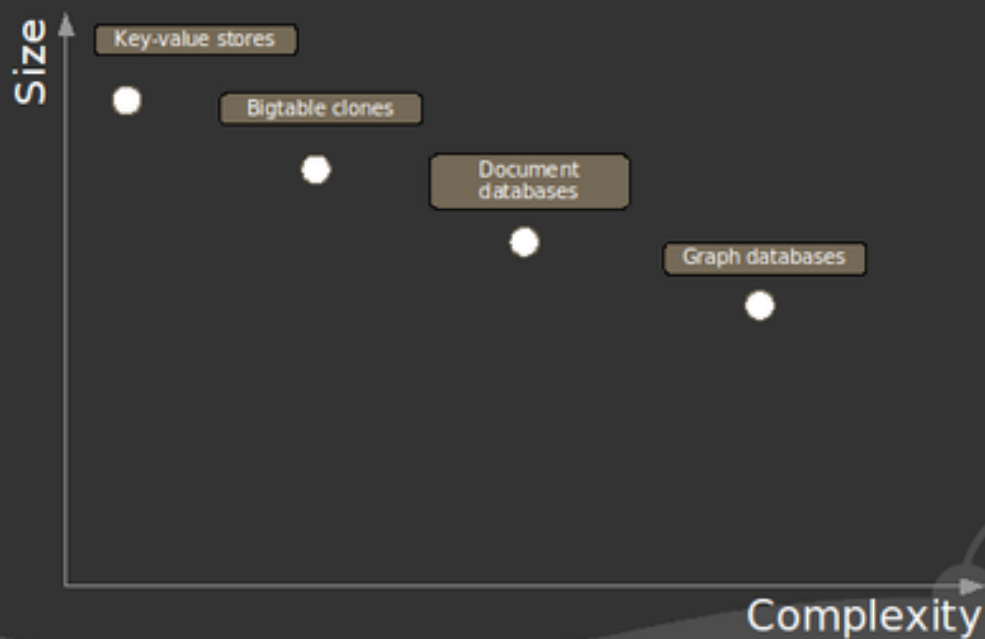 Size
Key-value stores
Bigtable clones
Document
databases
Graph databases
Complexity